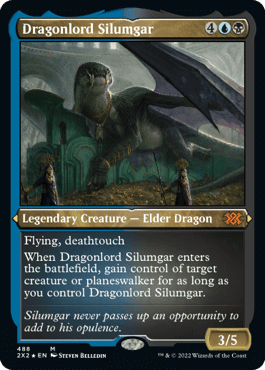 Dragonlord Silumgar 4
Legendary Creature — Elder Dragon
Flying, deathtouch
When Dragonlord Silumgar enters
the battlefield, gain control of target
creature or planeswalker for as long as
you control Dragonlord Silumgar.
Silumgar never passes up an opportunity to
add to his opulence.
3/5
488 M
2X2 ★ EN Steven Belledin
™ & © 2022 Wizards of the Coast